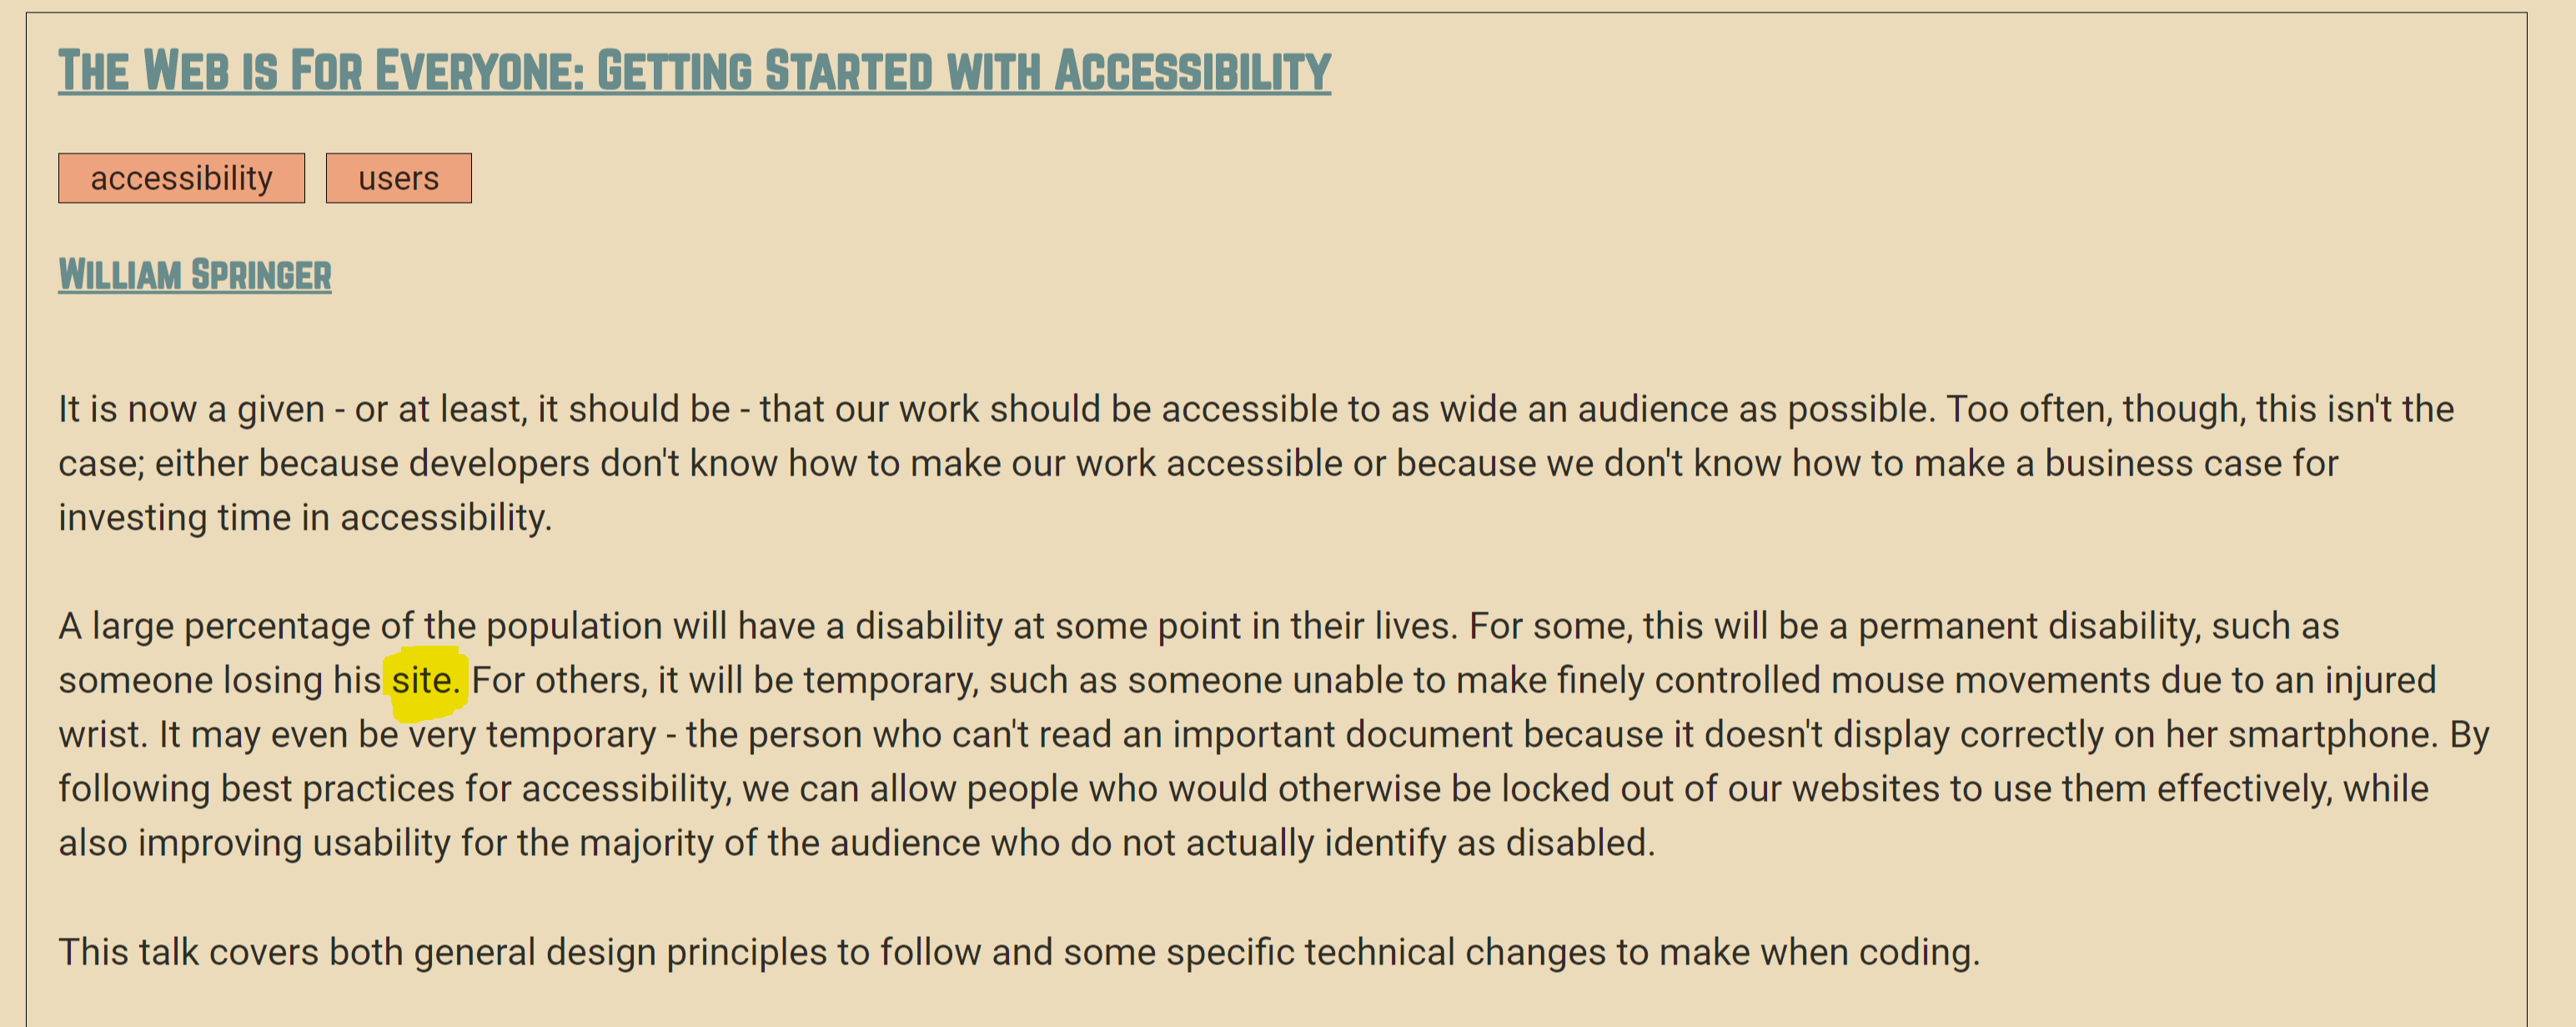 The Web is For Everyone: Getting Started with Accessibility
accessibility users
William Springer
It is now a given - or at least, it should be - that our work should be accessible to as wide an audience as possible. Too often, though, this isn't the
case; either because developers don't know how to make our work accessible or because we don't know how to make a business case for
investing time in accessibility.
A large percentage of the population will have a disability at some point in their lives. For some, this will be a permanent disability, such as
someone losing his site. For others, it will be temporary, such as someone unable to make finely controlled mouse movements due to an injured
wrist. It may even be very temporary - the person who can't read an important document because it doesn't display correctly on her smartphone. By
following best practices for accessibility, we can allow people who would otherwise be locked out of our websites to use them effectively, while
also improving usability for the majority of the audience who do not actually identify as disabled.
This talk covers both general design principles to follow and some specific technical changes to make when coding.